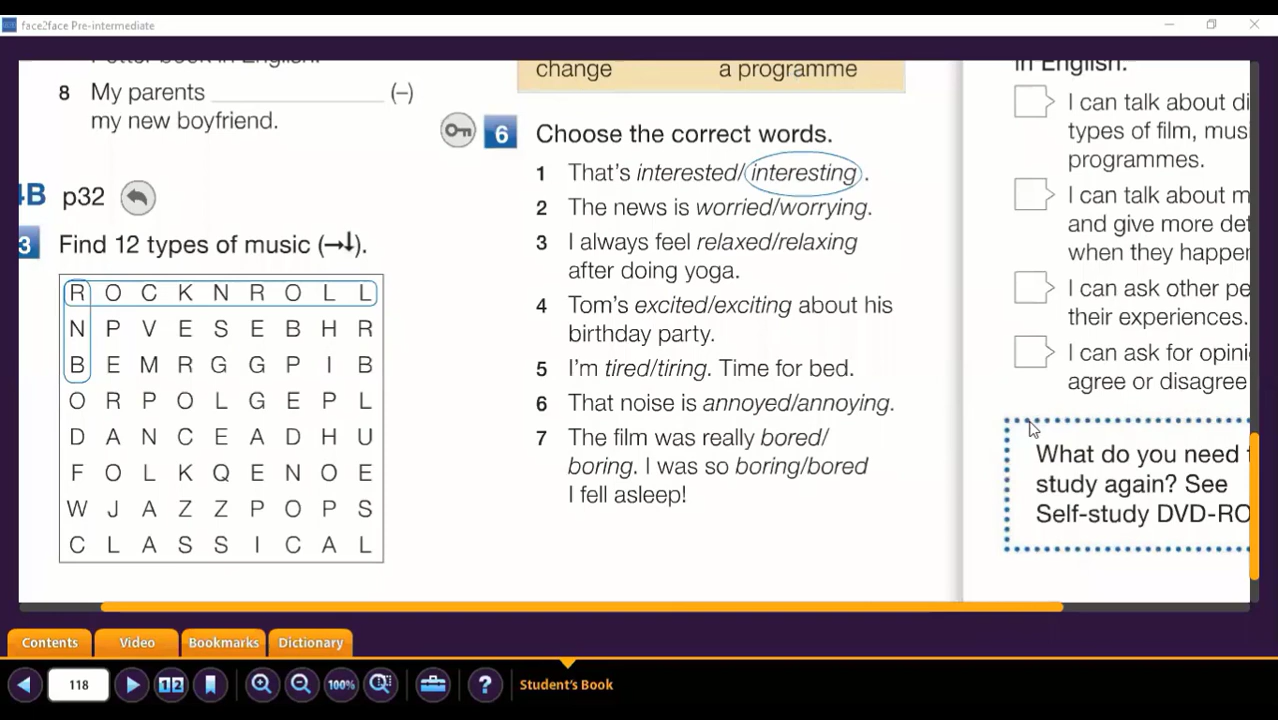 face2face Pre-intermediate
8 My parents ____________ (–)
my new boyfriend.
4B p32
3 Find 12 types of music (→↓).
R O C K N R O L L
N P V E S E B H R
B E M R G G P I B
O R P O L G E P L
D A N C E A D H U
F O L K Q E N O E
W J A Z Z P O P S
C L A S S I C A L
change a programme
6 Choose the correct words.
1 That's interested/interesting.
2 The news is worried/worrying.
3 I always feel relaxed/relaxing
after doing yoga.
4 Tom's excited/exciting about his
birthday party.
5 I'm tired/tiring. Time for bed.
6 That noise is annoyed/annoying.
7 The film was really bored/
boring. I was so boring/bored
I fell asleep!
in English.
I can talk about di
types of film, musi
programmes.
I can talk about m
and give more det
when they happer
I can ask other pe
their experiences.
I can ask for opini
agree or disagree
What do you need t
study again? See
Self-study DVD-RO
Contents Video Bookmarks Dictionary
118 1 2 100% ? Student's Book